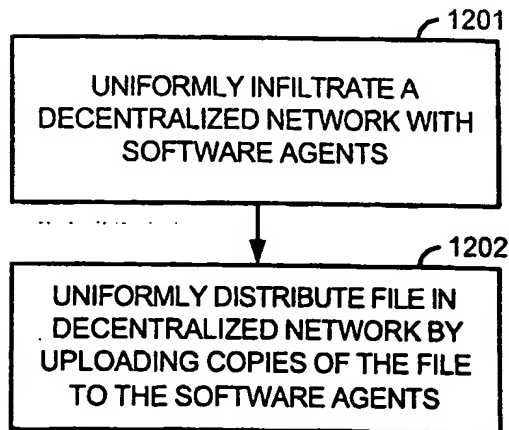 1201
UNIFORMLY INFILTRATE A
DECENTRALIZED NETWORK WITH
SOFTWARE AGENTS
1202
UNIFORMLY DISTRIBUTE FILE IN
DECENTRALIZED NETWORK BY
UPLOADING COPIES OF THE FILE
TO THE SOFTWARE AGENTS